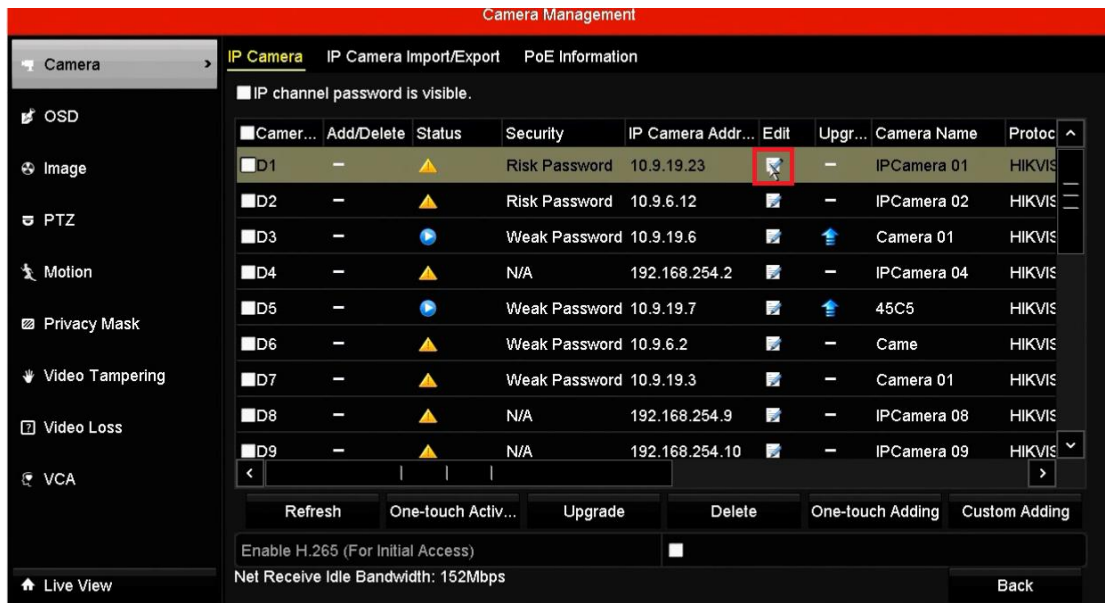 Camera Management
Camera
OSD
Image
PTZ
Motion
Privacy Mask
Video Tampering
Video Loss
VCA
Live View
IP Camera IP Camera Import/Export PoE Information
IP channel password is visible.
Camer... Add/Delete Status Security IP Camera Addr... Edit Upgr... Camera Name Protoc
D1 – Risk Password 10.9.19.23 – IPCamera 01 HIKVIS
D2 – Risk Password 10.9.6.12 – IPCamera 02 HIKVIS
D3 – Weak Password 10.9.19.6 Camera 01 HIKVIS
D4 – N/A 192.168.254.2 – IPCamera 04 HIKVIS
D5 – Weak Password 10.9.19.7 45C5 HIKVIS
D6 – Weak Password 10.9.6.2 – Came HIKVIS
D7 – Weak Password 10.9.19.3 – Camera 01 HIKVIS
D8 – N/A 192.168.254.9 – IPCamera 08 HIKVIS
D9 – N/A 192.168.254.10 – IPCamera 09 HIKVIS
Refresh One-touch Activ... Upgrade Delete One-touch Adding Custom Adding
Enable H.265 (For Initial Access)
Net Receive Idle Bandwidth: 152Mbps
Back